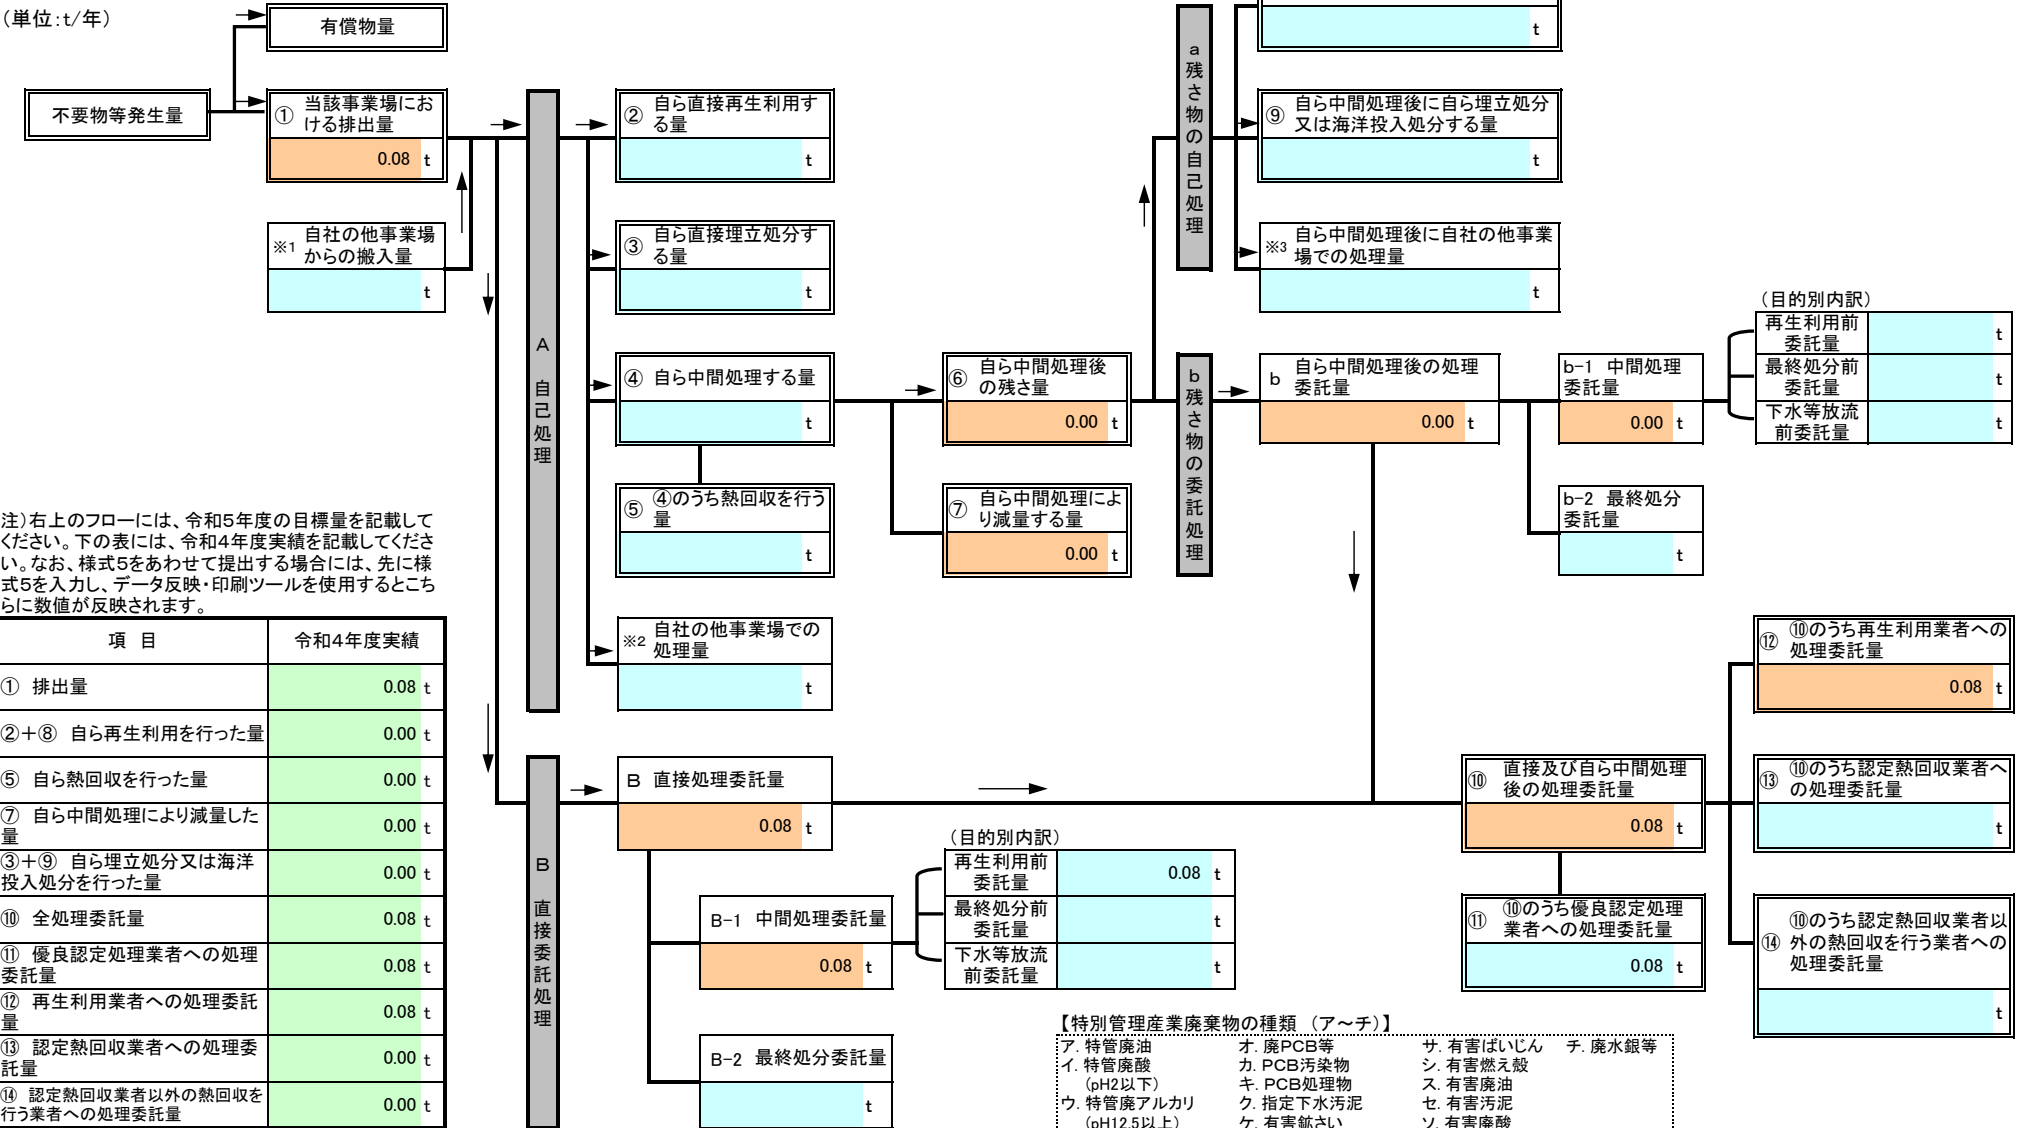 （単位：t/年）
有償物量
不要物等発生量
① 当該事業場にお
ける排出量
0.08 t
※1 自社の他事業場
からの搬入量
t
A 自己処理
② 自ら直接再生利用す
る量
t
③ 自ら直接埋立処分す
る量
t
④ 自ら中間処理する量
t
⑤ ④のうち熱回収を行う
量
t
※2 自社の他事業場での
処理量
t
⑥ 自ら中間処理後
の残さ量
0.00 t
⑦ 自ら中間処理によ
り減量する量
0.00 t
a 残さ物の自己処理
t
⑨ 自ら中間処理後に自ら埋立処分
又は海洋投入処分する量
t
※3 自ら中間処理後に自社の他事業
場での処理量
t
b 残さ物の委託処理
b 自ら中間処理後の処理
委託量
0.00 t
b-1 中間処理
委託量
0.00 t
b-2 最終処分
委託量
t
（目的別内訳）
再生利用前
委託量
t
最終処分前
委託量
t
下水等放流
前委託量
t
注）右上のフローには、令和５年度の目標量を記載して
ください。下の表には、令和４年度実績を記載してくださ
い。なお、様式５をあわせて提出する場合には、先に様
式５を入力し、データ反映・印刷ツールを使用するとこち
らに数値が反映されます。
項 目 令和４年度実績
① 排出量 0.08 t
②＋⑧ 自ら再生利用を行った量 0.00 t
⑤ 自ら熱回収を行った量 0.00 t
⑦ 自ら中間処理により減量した
量 0.00 t
③＋⑨ 自ら埋立処分又は海洋
投入処分を行った量 0.00 t
⑩ 全処理委託量 0.08 t
⑪ 優良認定処理業者への処理
委託量 0.08 t
⑫ 再生利用業者への処理委託
量 0.08 t
⑬ 認定熱回収業者への処理委
託量 0.00 t
⑭ 認定熱回収業者以外の熱回収を
行う業者への処理委託量 0.00 t
B 直接委託処理
B 直接処理委託量
0.08 t
B-1 中間処理委託量
0.08 t
B-2 最終処分委託量
t
（目的別内訳）
再生利用前
委託量
0.08 t
最終処分前
委託量
t
下水等放流
前委託量
t
⑩ 直接及び自ら中間処理
後の処理委託量
0.08 t
⑪ ⑩のうち優良認定処理
業者への処理委託量
0.08 t
⑫ ⑩のうち再生利用業者への
処理委託量
0.08 t
⑬ ⑩のうち認定熱回収業者へ
の処理委託量
t
⑭ ⑩のうち認定熱回収業者以
外の熱回収を行う業者への
処理委託量
t
【特別管理産業廃棄物の種類 （ア～チ）】
ア. 特管廃油 オ. 廃PCB等 サ. 有害ばいじん チ. 廃水銀等
イ. 特管廃酸 カ. PCB汚染物 シ. 有害燃え殻
（pH2以下） キ. PCB処理物 ス. 有害廃油
ウ. 特管廃アルカリ ク. 指定下水汚泥 セ. 有害汚泥
（pH12.5以上） ケ. 有害鉱さい ソ. 有害廃酸